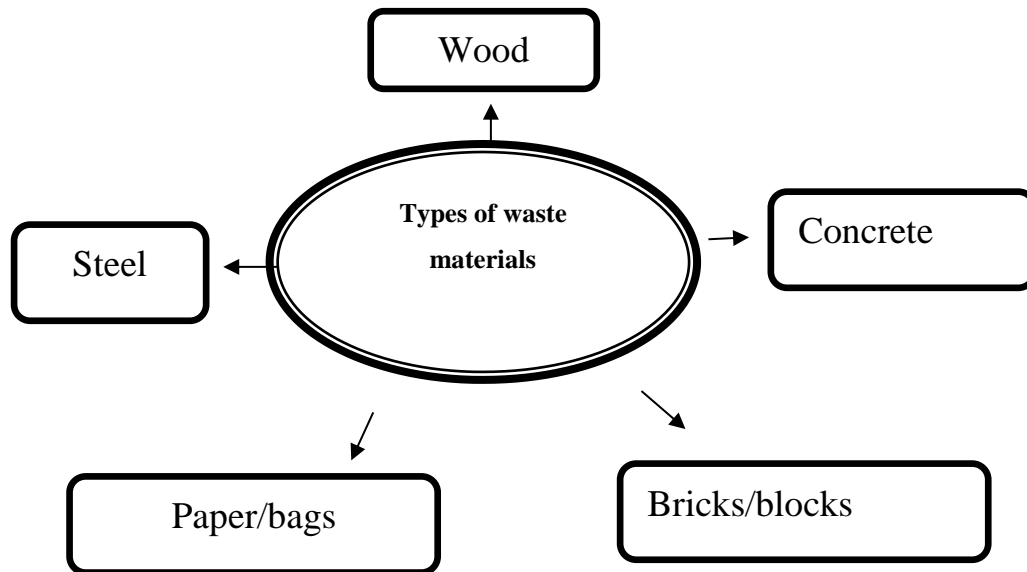 Wood
Types of waste
materials
Steel
Concrete
Paper/bags
Bricks/blocks